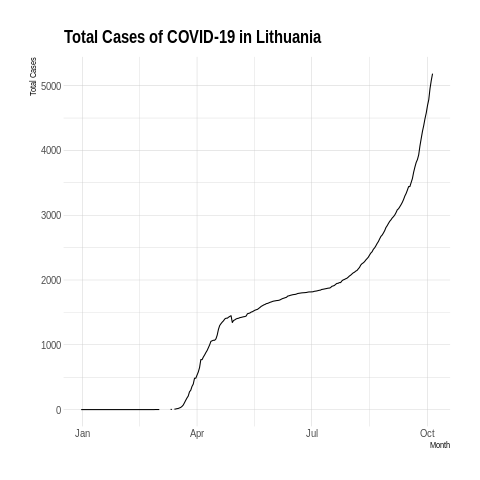 Total Cases of COVID-19 in Lithuania
Total Cases
5000
4000
3000
2000
1000
0
Jan Apr Jul Oct
Month